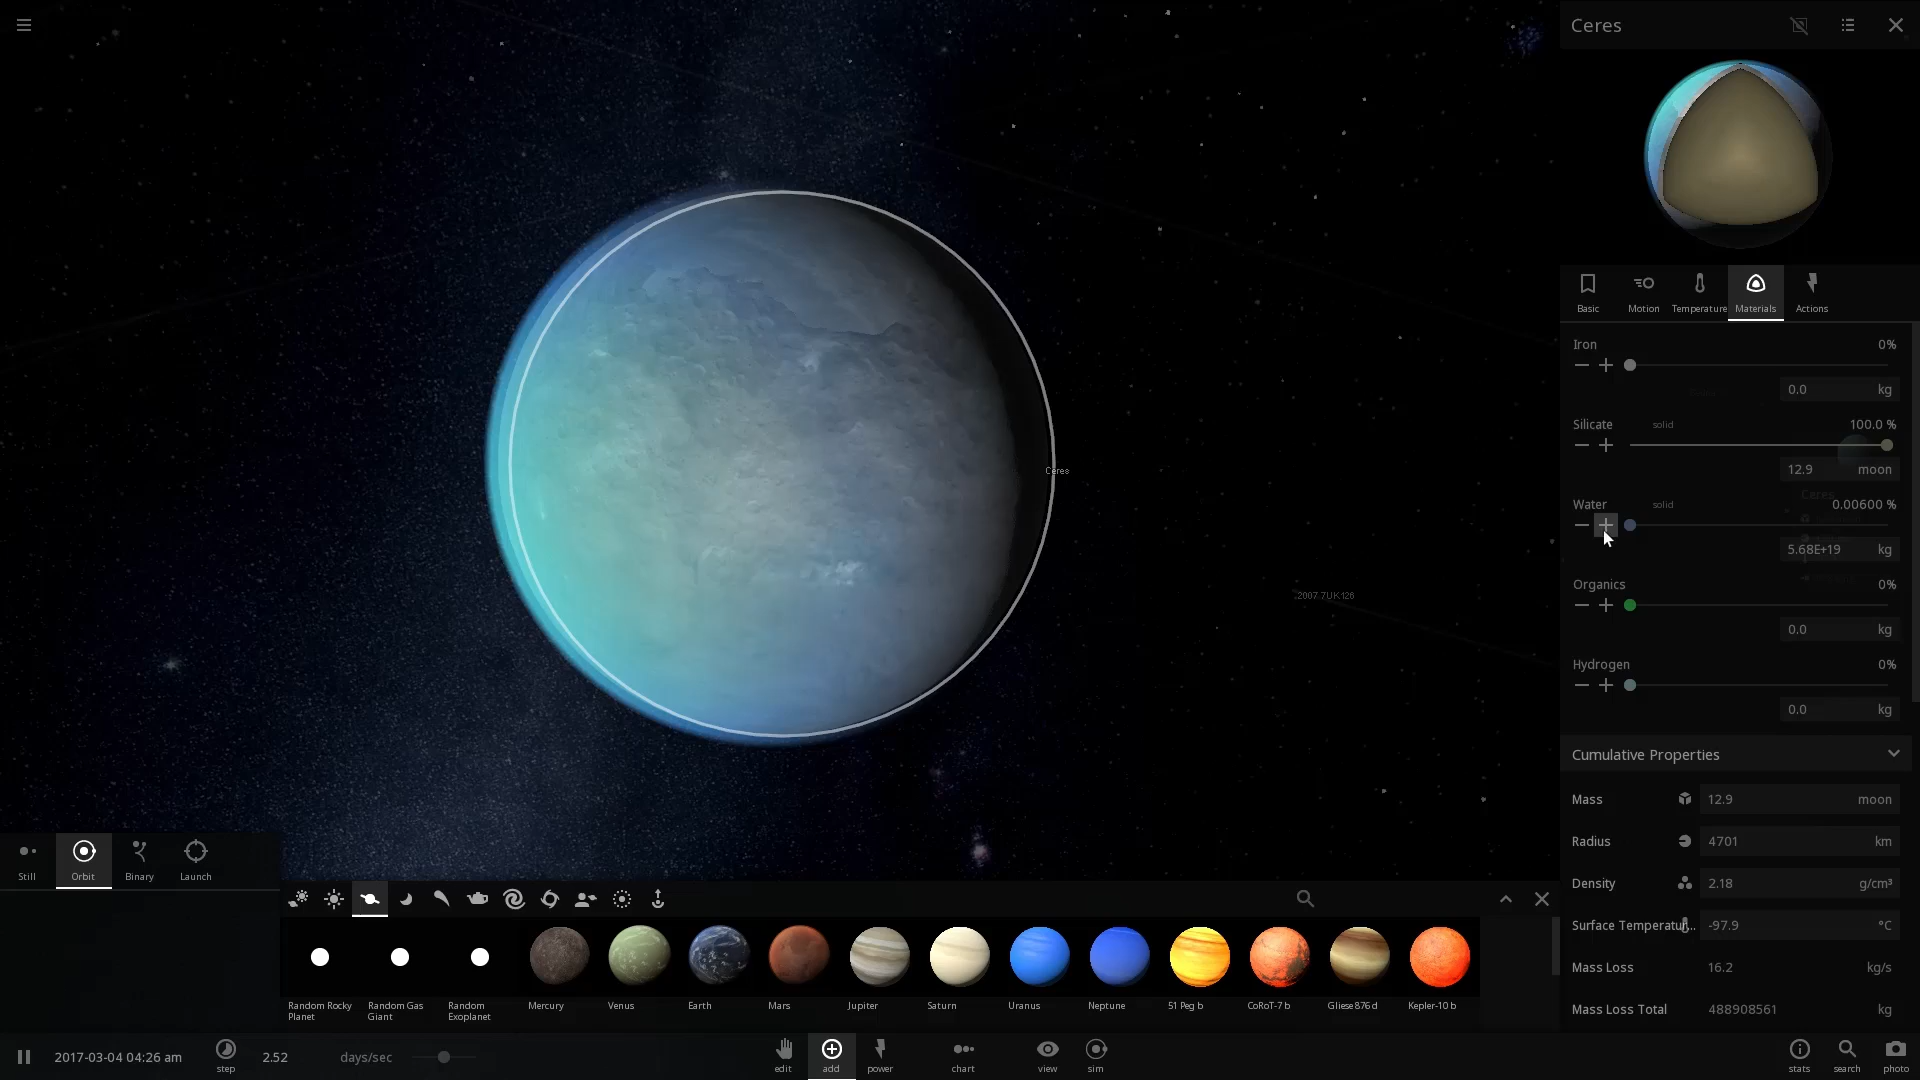 Ceres
Basic
Motion
Temperature
Materials
Actions
Iron
0%
0.0 kg
Silicate solid 100.0 %
12.9 moon
Water solid 0.00600 %
5.68E+19 kg
Organics 0%
0.0 kg
Hydrogen 0%
0.0 kg
Cumulative Properties
Mass 12.9 moon
Radius 4701 km
Density 2.18 g/cm³
Surface Temperatur... -97.9 °C
Mass Loss 16.2 kg/s
Mass Loss Total 488908561 kg
Ceres
2007 7UK126
Still Orbit Binary Launch
Random Rocky Planet
Random Gas Giant
Random Exoplanet
Mercury
Venus
Earth
Mars
Jupiter
Saturn
Uranus
Neptune
51 Peg b
CoRoT-7 b
Gliese 876 d
Kepler-10 b
2017-03-04 04:26 am
step
2.52 days/sec
edit add power chart view sim
stats search photo